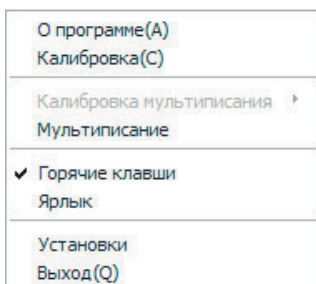 О программе(A)
Калибровка(C)
Калибровка мультиписания
Мультиписание
Горячие клавши
Ярлык
Установки
Выход(Q)